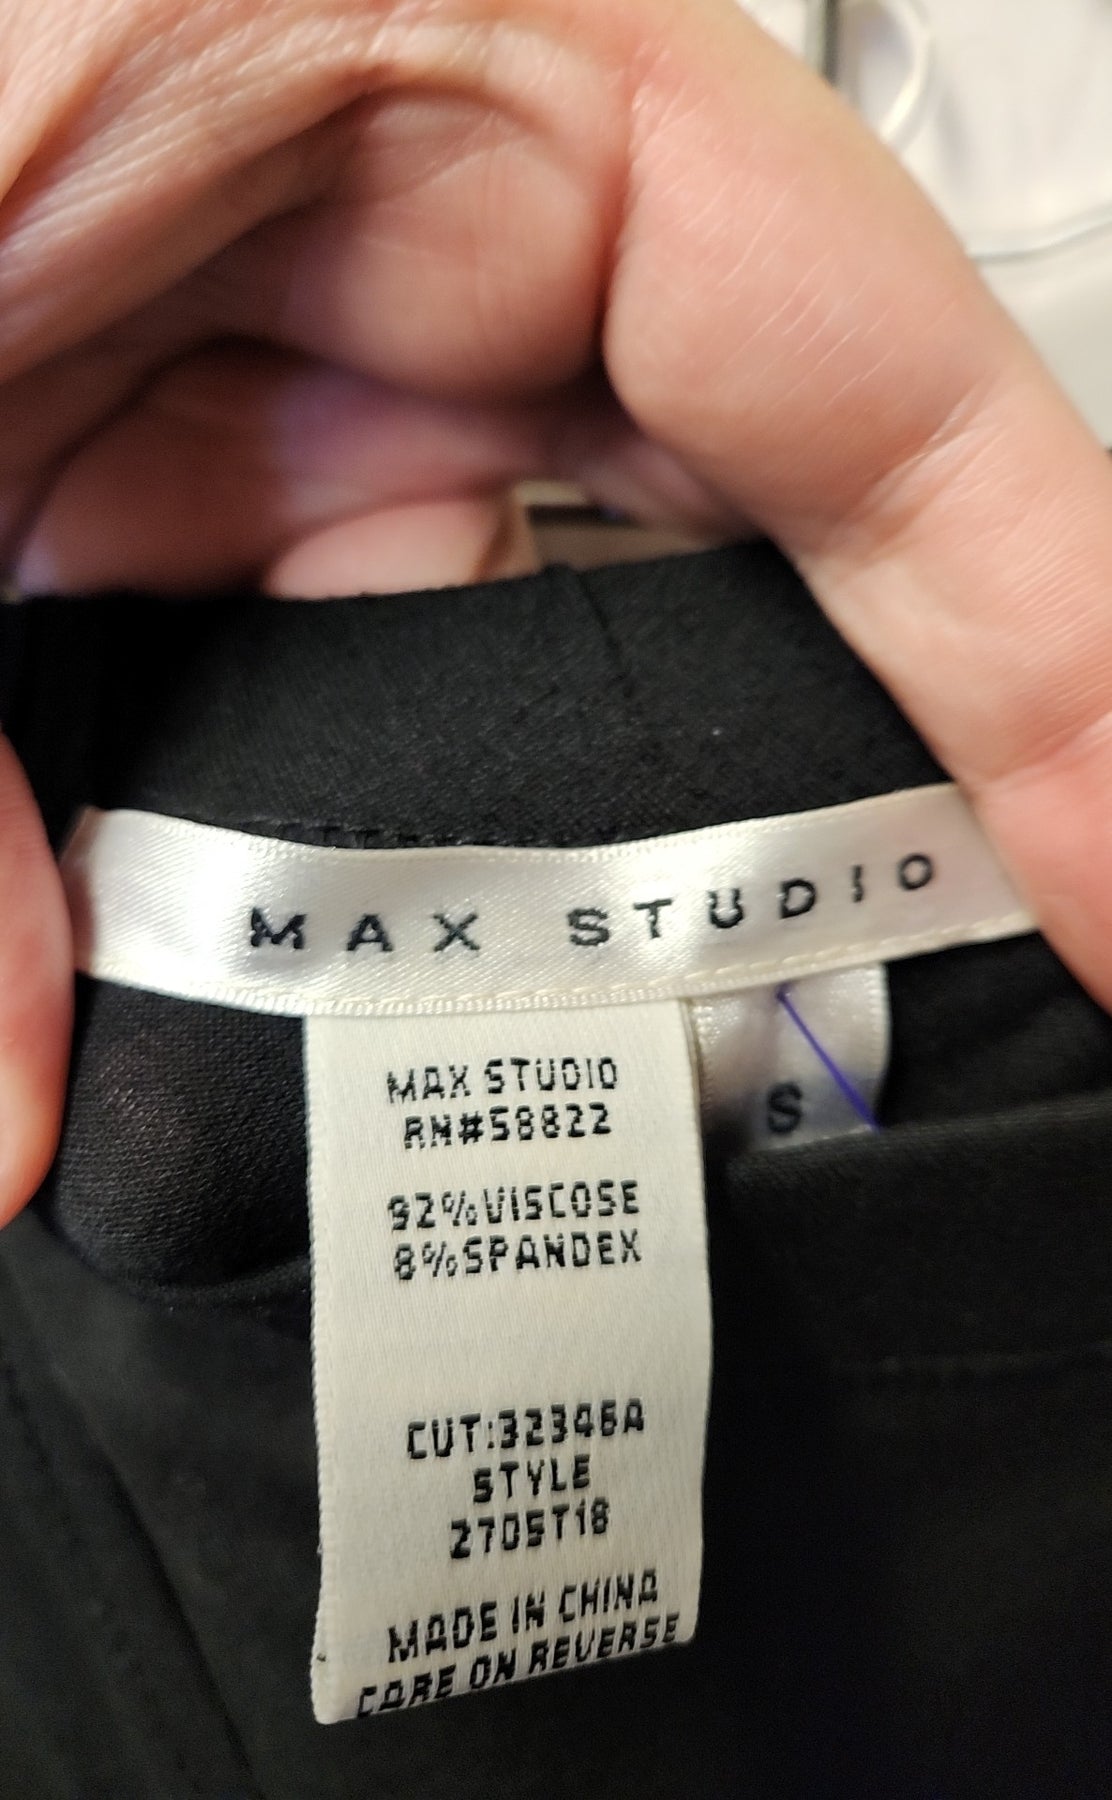 MAX STUDIO
S
MAX STUDIO
RN#58822
92%VISCOSE
8%SPANDEX
CUT:32346A
STYLE
2705T18
MADE IN CHINA
CARE ON REVERSE